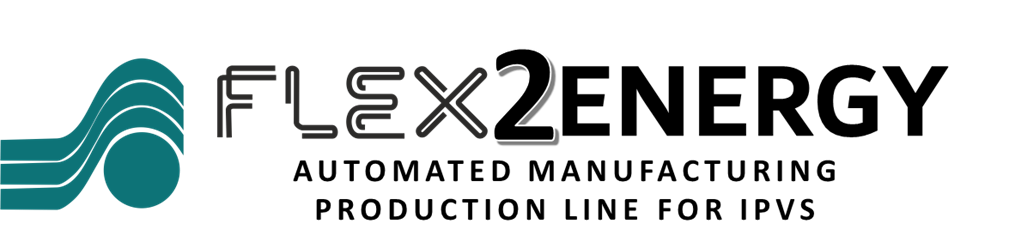 FLEX2ENERGY
AUTOMATED MANUFACTURING
PRODUCTION LINE FOR IPVS